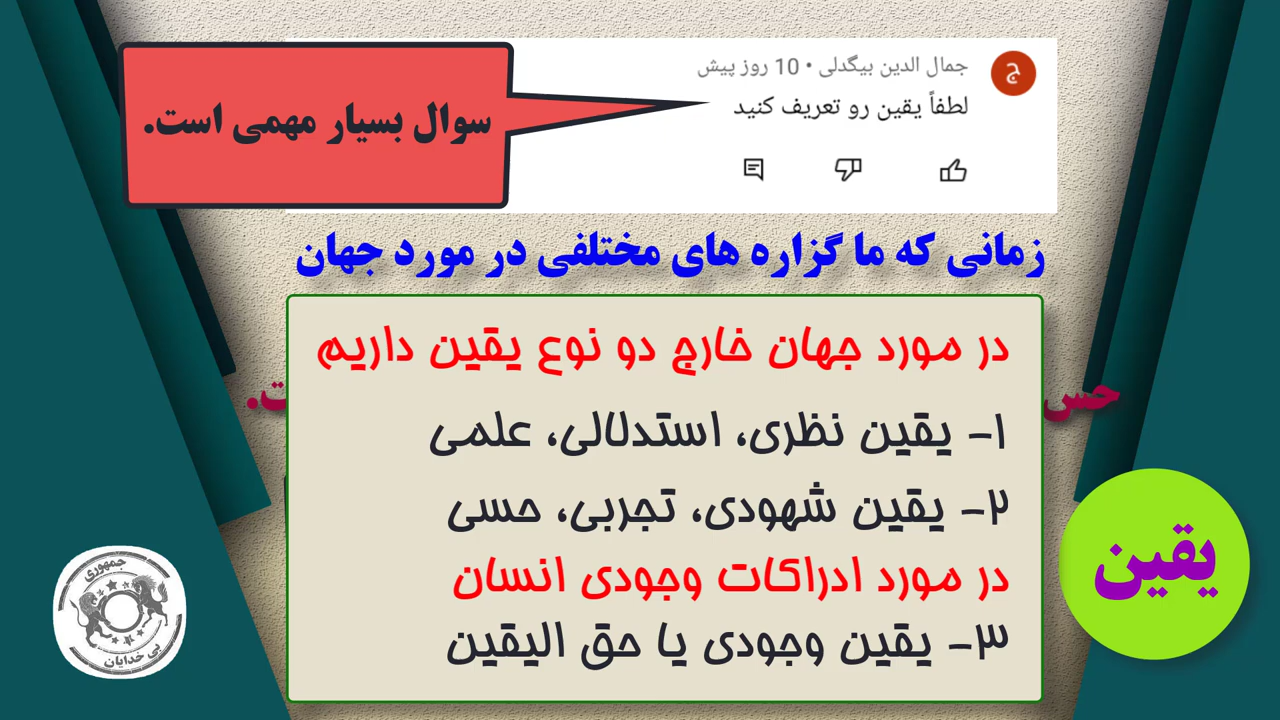 جمال الدین بیگدلی • 10 روز پیش
ج
لطفاً یقین رو تعریف کنید
سوال بسیار مهمی است.
زمانی که ما گزاره های مختلفی در مورد جهان
در مورد جهان خارج دو نوع یقین داریم
۱- یقین نظری، استدلالی، علمی
۲- یقین شهودی، تجربی، حسی
در مورد ادراکات وجودی انسان
۳- یقین وجودی یا حق الیقین
یقین
جمهوری
بی خدایان